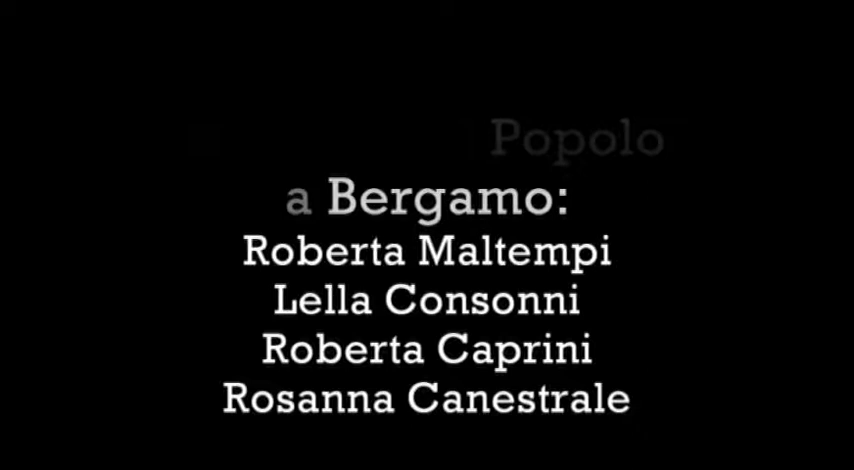 Popolo
a Bergamo:
Roberta Maltempi
Lella Consonni
Roberta Caprini
Rosanna Canestrale